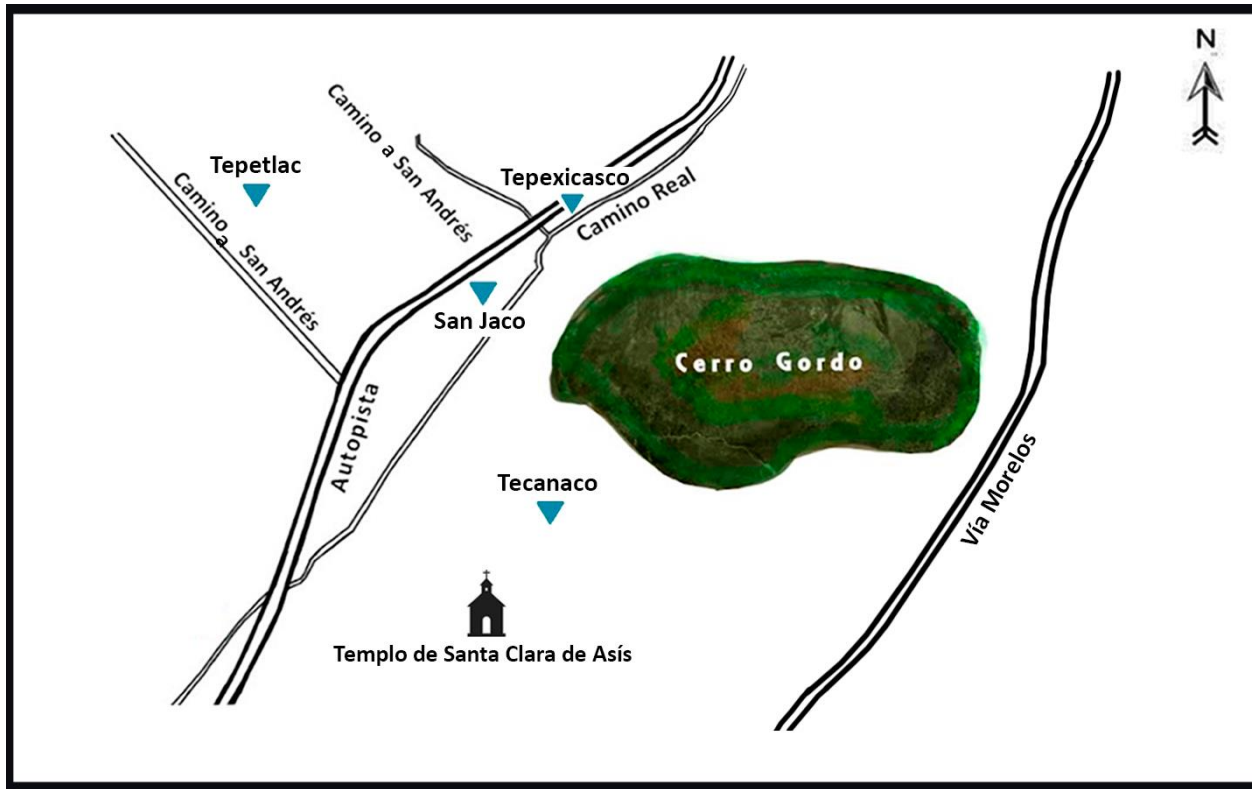 N
Camino a San Andrés
Tepetlac
Tepexicasco
Camino a San Andrés
Camino Real
San Jaco
Cerro Gordo
Autopista
Vía Morelos
Tecanaco
Templo de Santa Clara de Asís